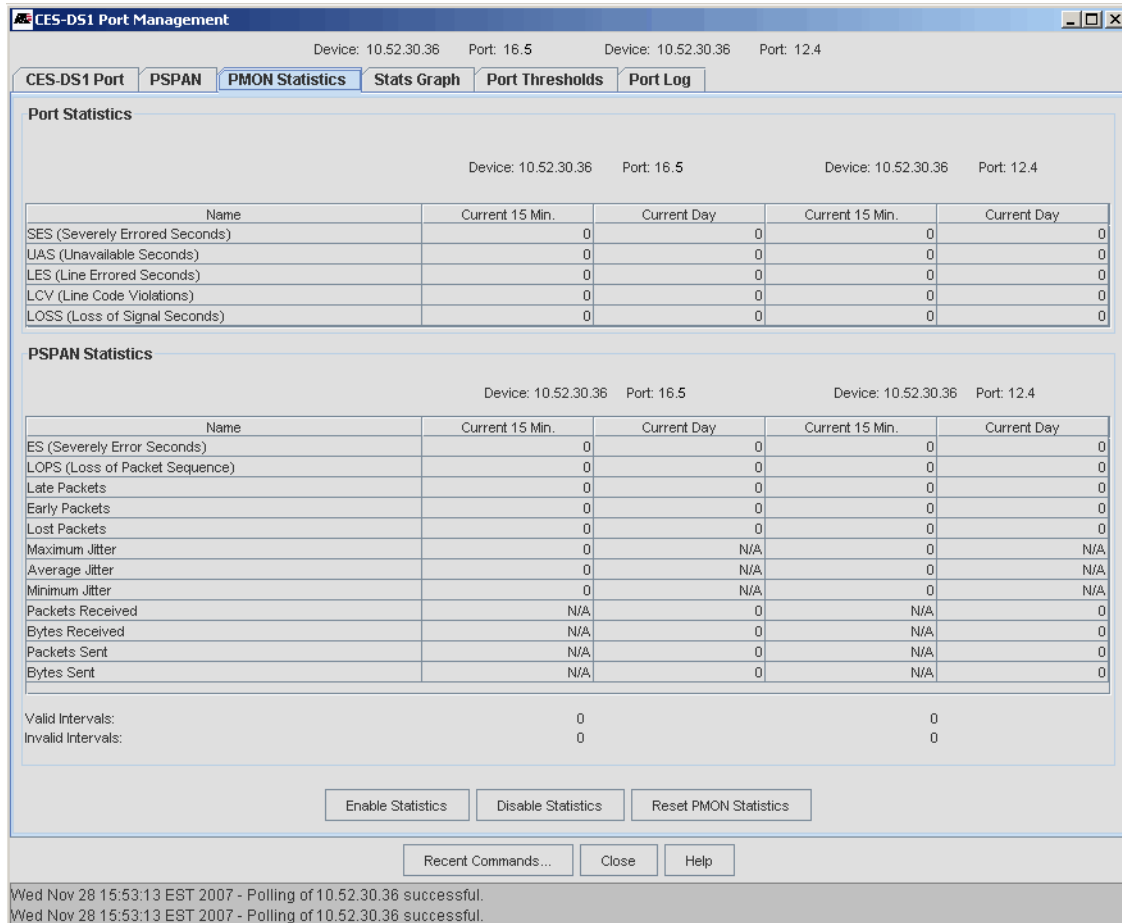 CES-DS1 Port Management
Device: 10.52.30.36 Port: 16.5 Device: 10.52.30.36 Port: 12.4
CES-DS1 Port PSPAN PMON Statistics Stats Graph Port Thresholds Port Log
Port Statistics
Device: 10.52.30.36 Port: 16.5 Device: 10.52.30.36 Port: 12.4
Name Current 15 Min. Current Day Current 15 Min. Current Day
SES (Severely Errored Seconds) 0 0 0 0
UAS (Unavailable Seconds) 0 0 0 0
LES (Line Errored Seconds) 0 0 0 0
LCV (Line Code Violations) 0 0 0 0
LOSS (Loss of Signal Seconds) 0 0 0 0
PSPAN Statistics
Device: 10.52.30.36 Port: 16.5 Device: 10.52.30.36 Port: 12.4
Name Current 15 Min. Current Day Current 15 Min. Current Day
ES (Severely Error Seconds) 0 0 0 0
LOPS (Loss of Packet Sequence) 0 0 0 0
Late Packets 0 0 0 0
Early Packets 0 0 0 0
Lost Packets 0 0 0 0
Maximum Jitter 0 N/A 0 N/A
Average Jitter 0 N/A 0 N/A
Minimum Jitter 0 N/A 0 N/A
Packets Received N/A 0 N/A 0
Bytes Received N/A 0 N/A 0
Packets Sent N/A 0 N/A 0
Bytes Sent N/A 0 N/A 0
Valid Intervals: 0 0
Invalid Intervals: 0 0
Enable Statistics Disable Statistics Reset PMON Statistics
Recent Commands... Close Help
Wed Nov 28 15:53:13 EST 2007 - Polling of 10.52.30.36 successful.
Wed Nov 28 15:53:13 EST 2007 - Polling of 10.52.30.36 successful.